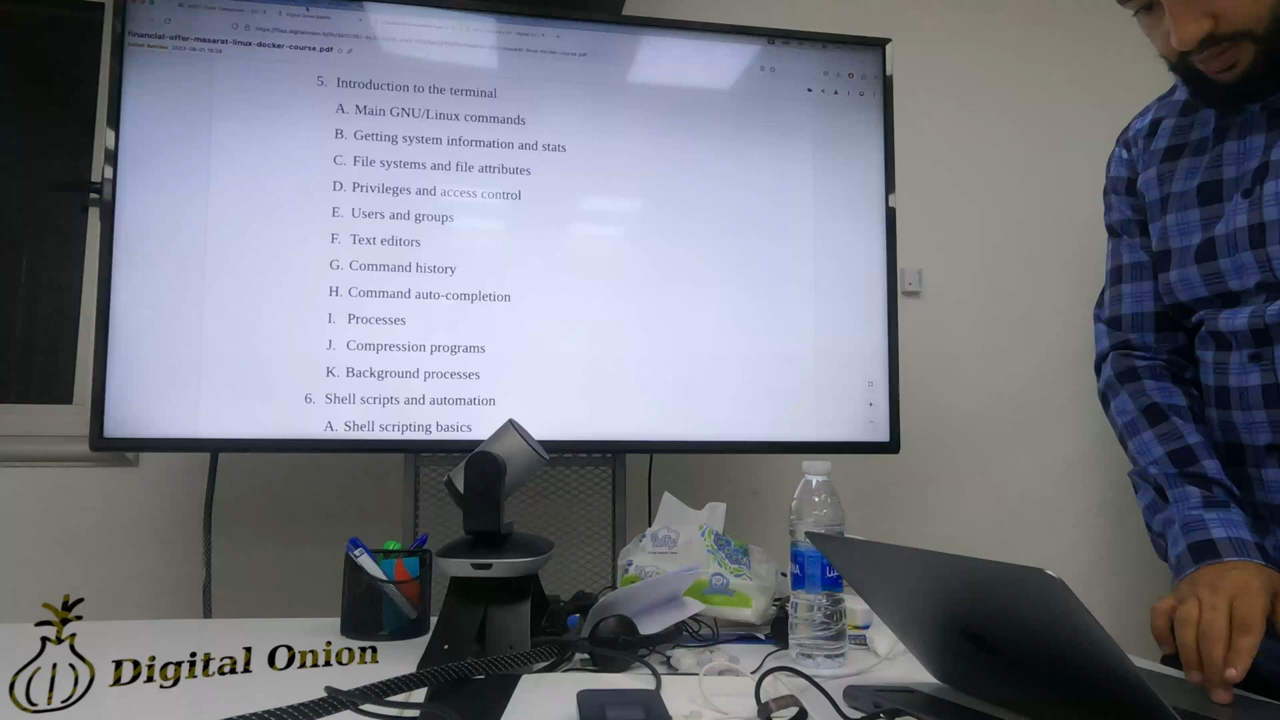 financial-offer-masarat-linux-docker-course.pdf
5. Introduction to the terminal
A. Main GNU/Linux commands
B. Getting system information and stats
C. File systems and file attributes
D. Privileges and access control
E. Users and groups
F. Text editors
G. Command history
H. Command auto-completion
I. Processes
J. Compression programs
K. Background processes
6. Shell scripts and automation
A. Shell scripting basics
Digital Onion